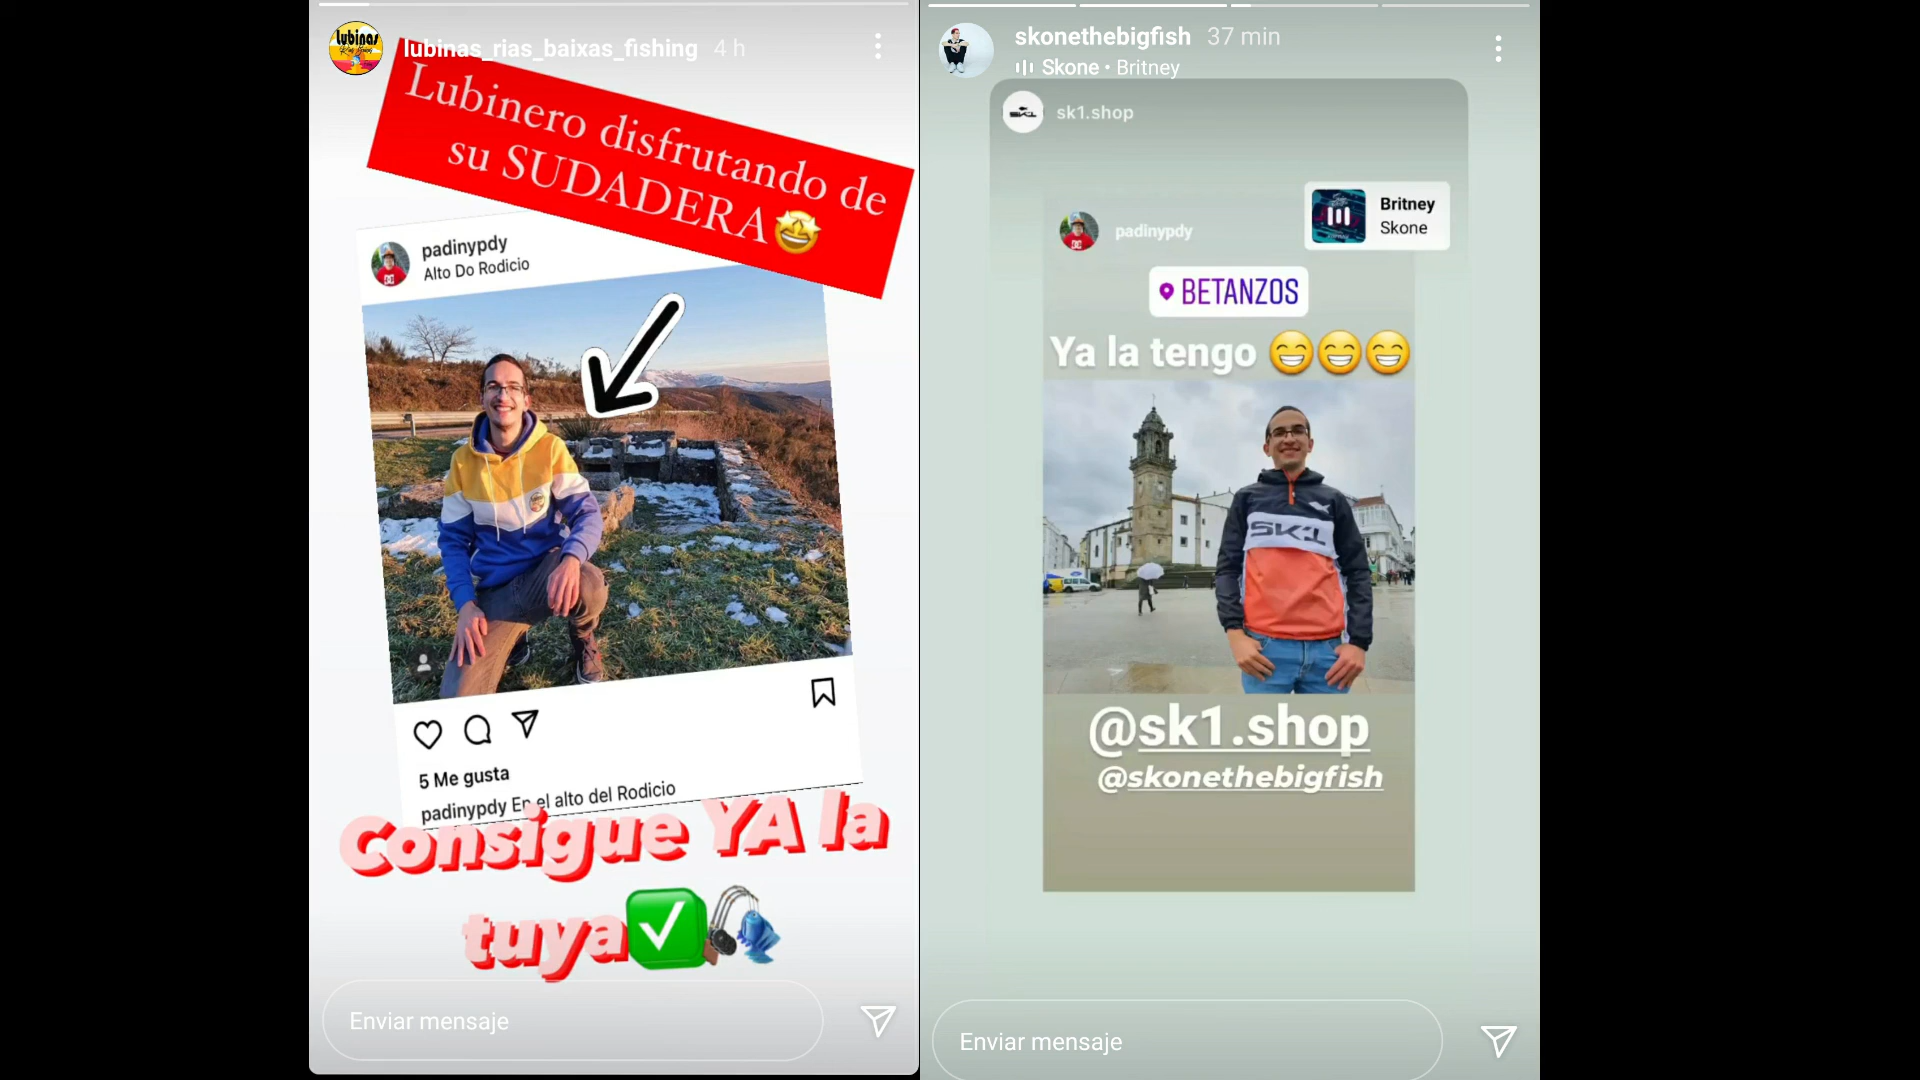 Lubinas
lubinas_rias_baixas_fishing 4 h
Lubinero disfrutando de
su SUDADERA
padinypdy
Alto Do Rodicio
5 Me gusta
padinypdy En el alto del Rodicio
Consigue YA la
tuya
Enviar mensaje
skonethebigfish 37 min
Skone • Britney
sk1.shop
Britney
Skone
padinypdy
BETANZOS
Ya la tengo
SK1
@sk1.shop
@skonethebigfish
Enviar mensaje